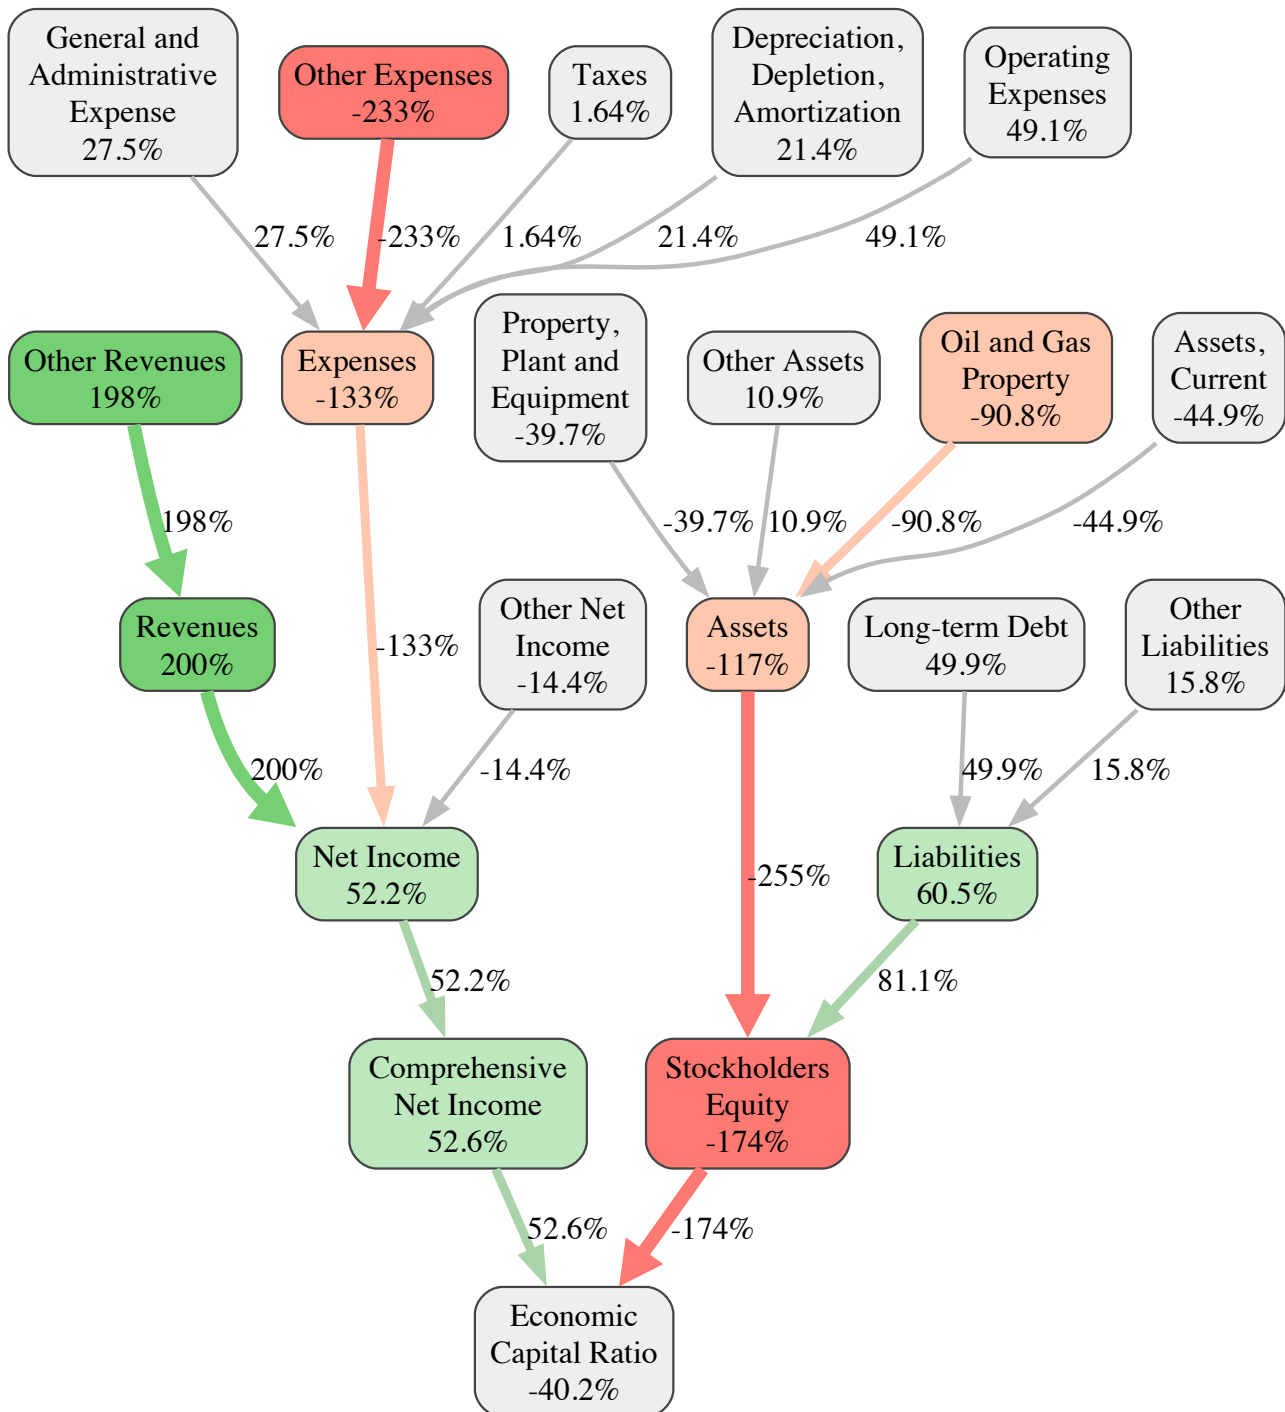 General and
Administrative
Expense
27.5%
Other Expenses
-233%
Taxes
1.64%
Depreciation,
Depletion,
Amortization
21.4%
Operating
Expenses
49.1%
27.5%
-233%
1.64%
21.4%
49.1%
Other Revenues
198%
Expenses
-133%
Property,
Plant and
Equipment
-39.7%
Other Assets
10.9%
Oil and Gas
Property
-90.8%
Assets,
Current
-44.9%
198%
-39.7%
10.9%
-90.8%
-44.9%
Revenues
200%
-133%
Other Net
Income
-14.4%
Assets
-117%
Long-term Debt
49.9%
Other
Liabilities
15.8%
200%
-14.4%
49.9%
15.8%
Net Income
52.2%
-255%
Liabilities
60.5%
52.2%
81.1%
Comprehensive
Net Income
52.6%
Stockholders
Equity
-174%
52.6%
-174%
Economic
Capital Ratio
-40.2%